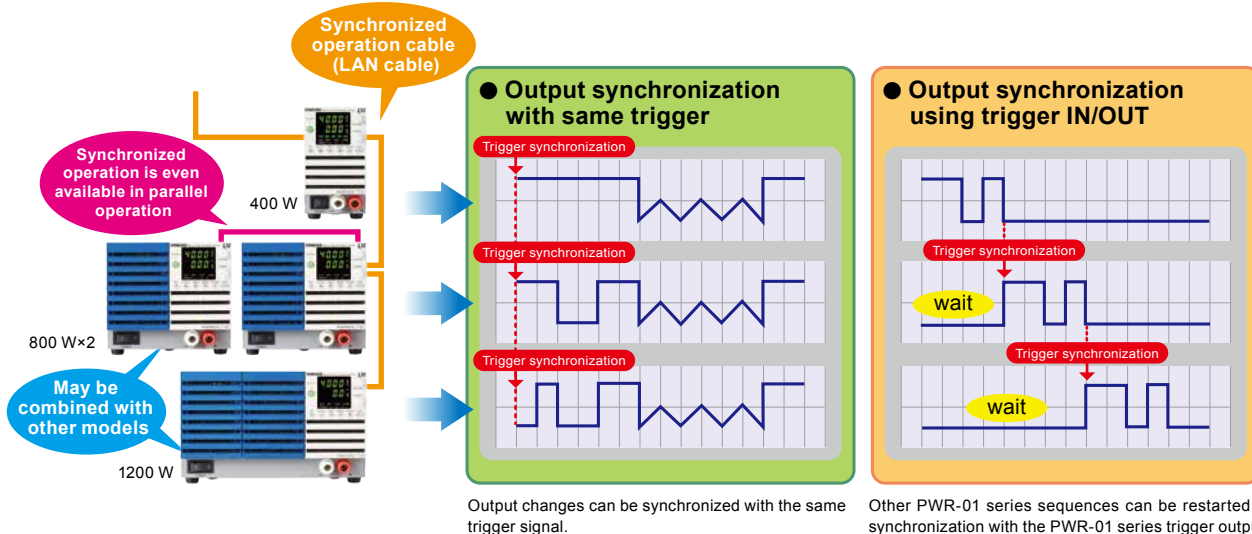 Synchronized
operation cable
(LAN cable)
Synchronized
operation is even
available in parallel
operation
400 W
800 W×2
May be
combined with
other models
1200 W
● Output synchronization
with same trigger
Trigger synchronization
Trigger synchronization
Trigger synchronization
Output changes can be synchronized with the same
trigger signal.
● Output synchronization
using trigger IN/OUT
Trigger synchronization
wait
Trigger synchronization
wait
Other PWR-01 series sequences can be restarted
synchronization with the PWR-01 series trigger outp